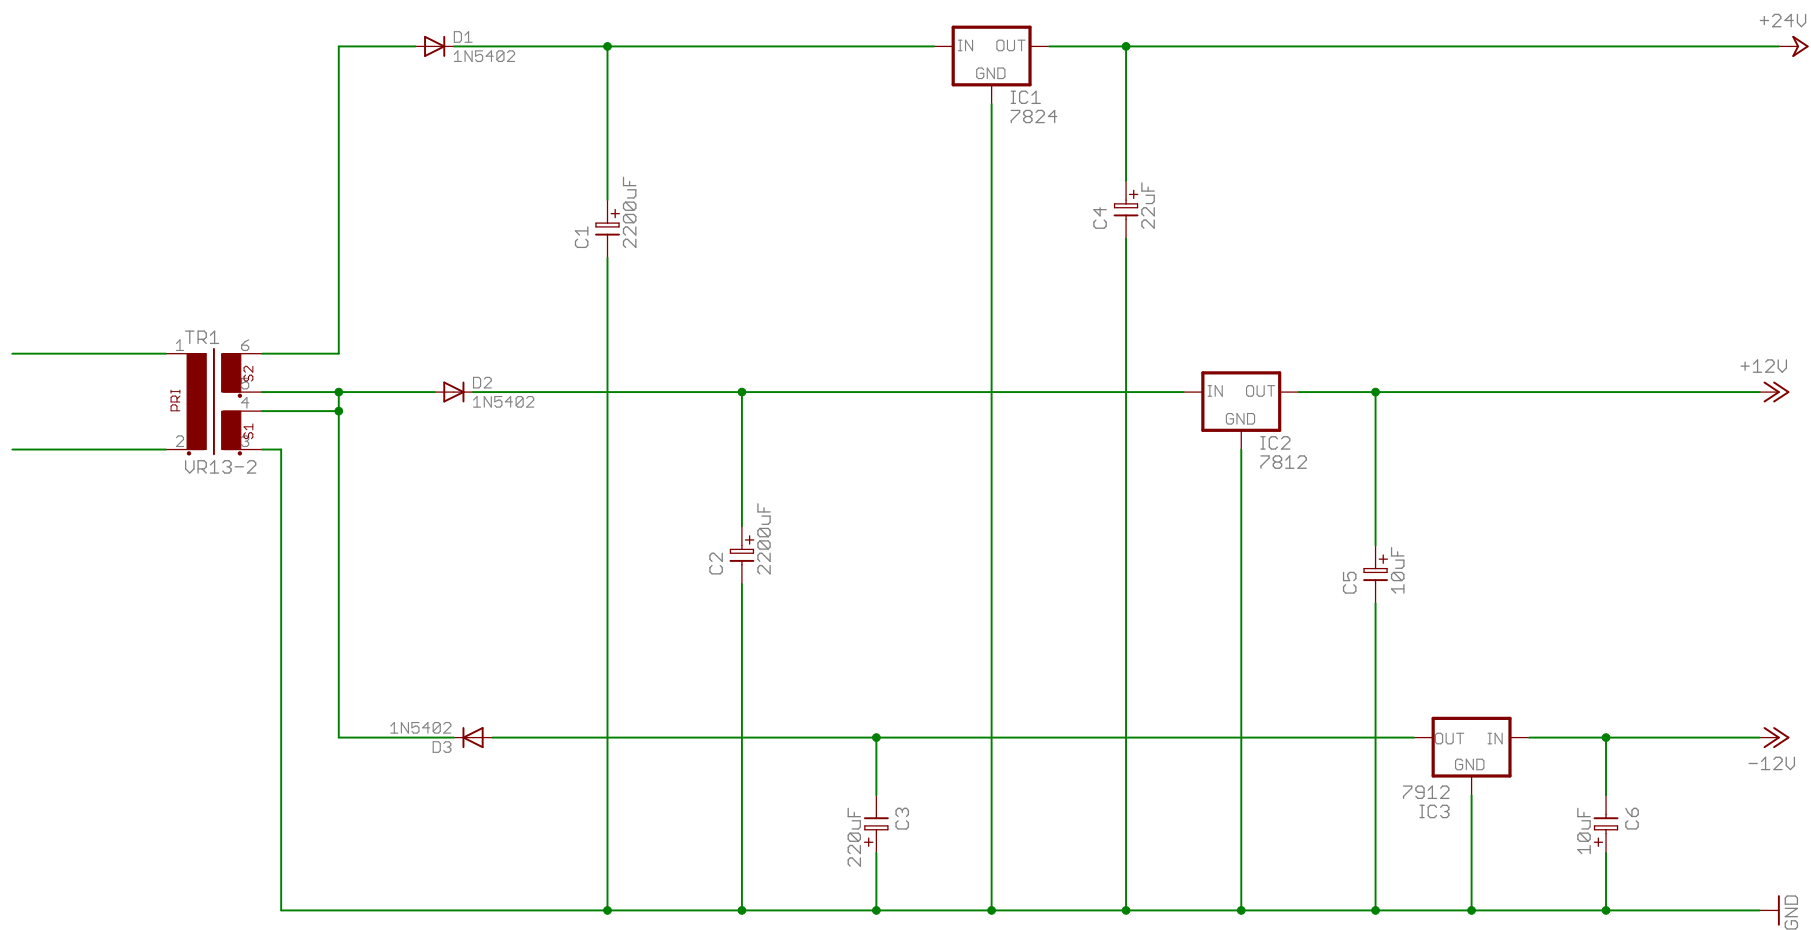 +24V
D1
1N5402
IN OUT
GND
IC1
7824
C1
2200uF
C4
22uF
TR1
1
6
PRI
S2
4
S1
2
3
VR13-2
D2
1N5402
IN OUT
GND
IC2
7812
+12V
C2
2200uF
C5
10uF
1N5402
D3
OUT IN
GND
7912
IC3
-12V
220uF
C3
10uF
C6
GND